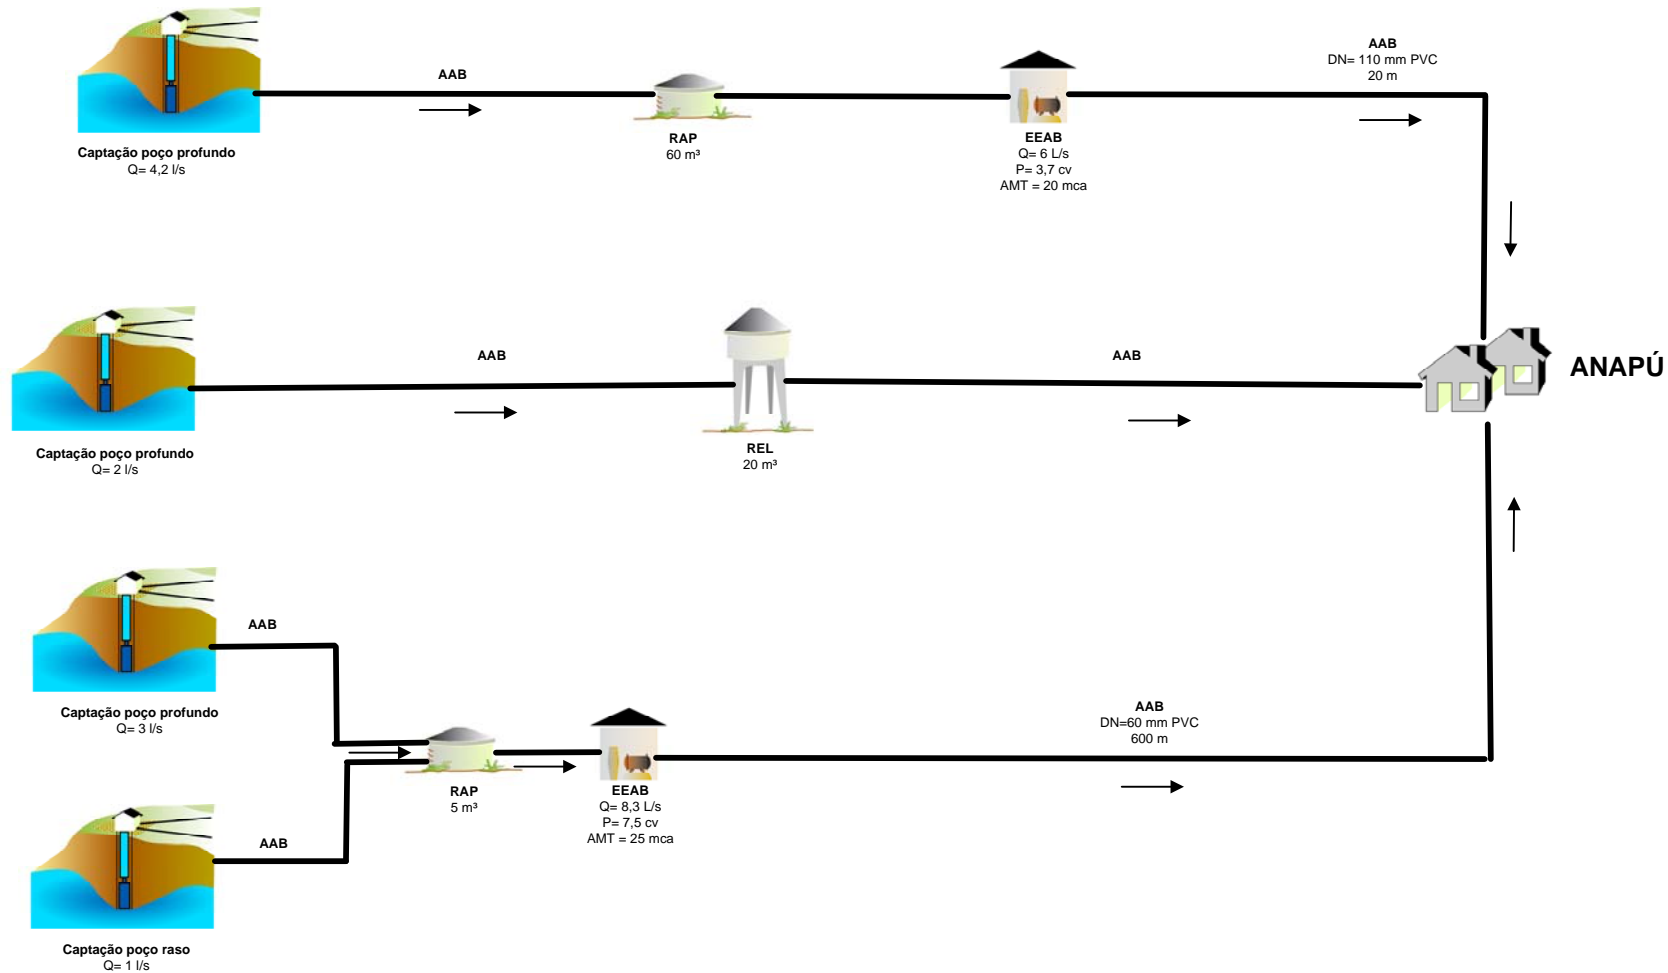 AAB
DN= 110 mm PVC
20 m
AAB
RAP
60 m³
EEAB
Q= 6 L/s
P= 3,7 cv
AMT = 20 mca
Captação poço profundo
Q= 4,2 l/s
AAB
AAB
ANAPÚ
REL
20 m³
Captação poço profundo
Q= 2 l/s
AAB
Captação poço profundo
Q= 3 l/s
AAB
DN=60 mm PVC
600 m
RAP
5 m³
EEAB
Q= 8,3 L/s
P= 7,5 cv
AMT = 25 mca
AAB
Captação poço raso
Q= 1 l/s